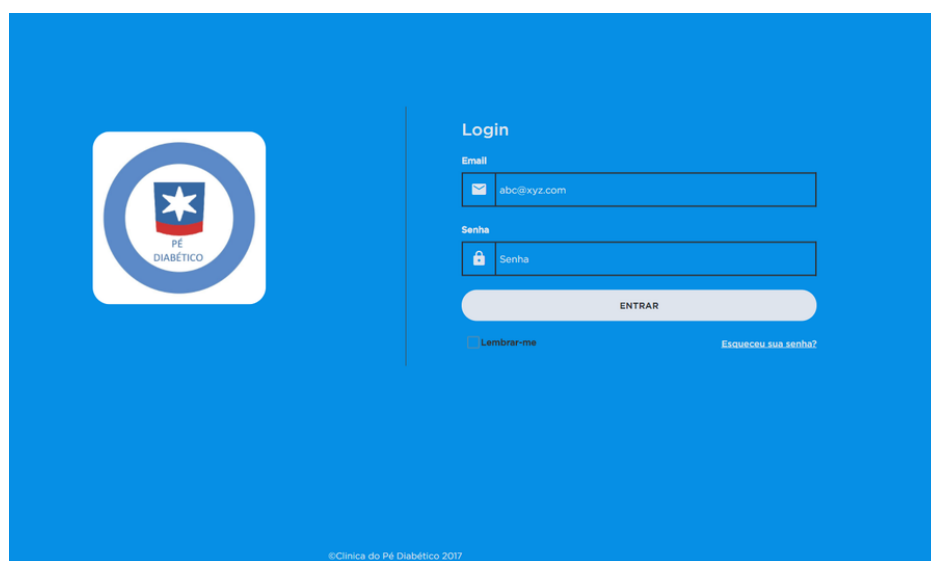 PÉ
DIABÉTICO
Login
Email
abc@xyz.com
Senha
Senha
ENTRAR
Lembrar-me
Esqueceu sua senha?
©Clinica do Pé Diabético 2017